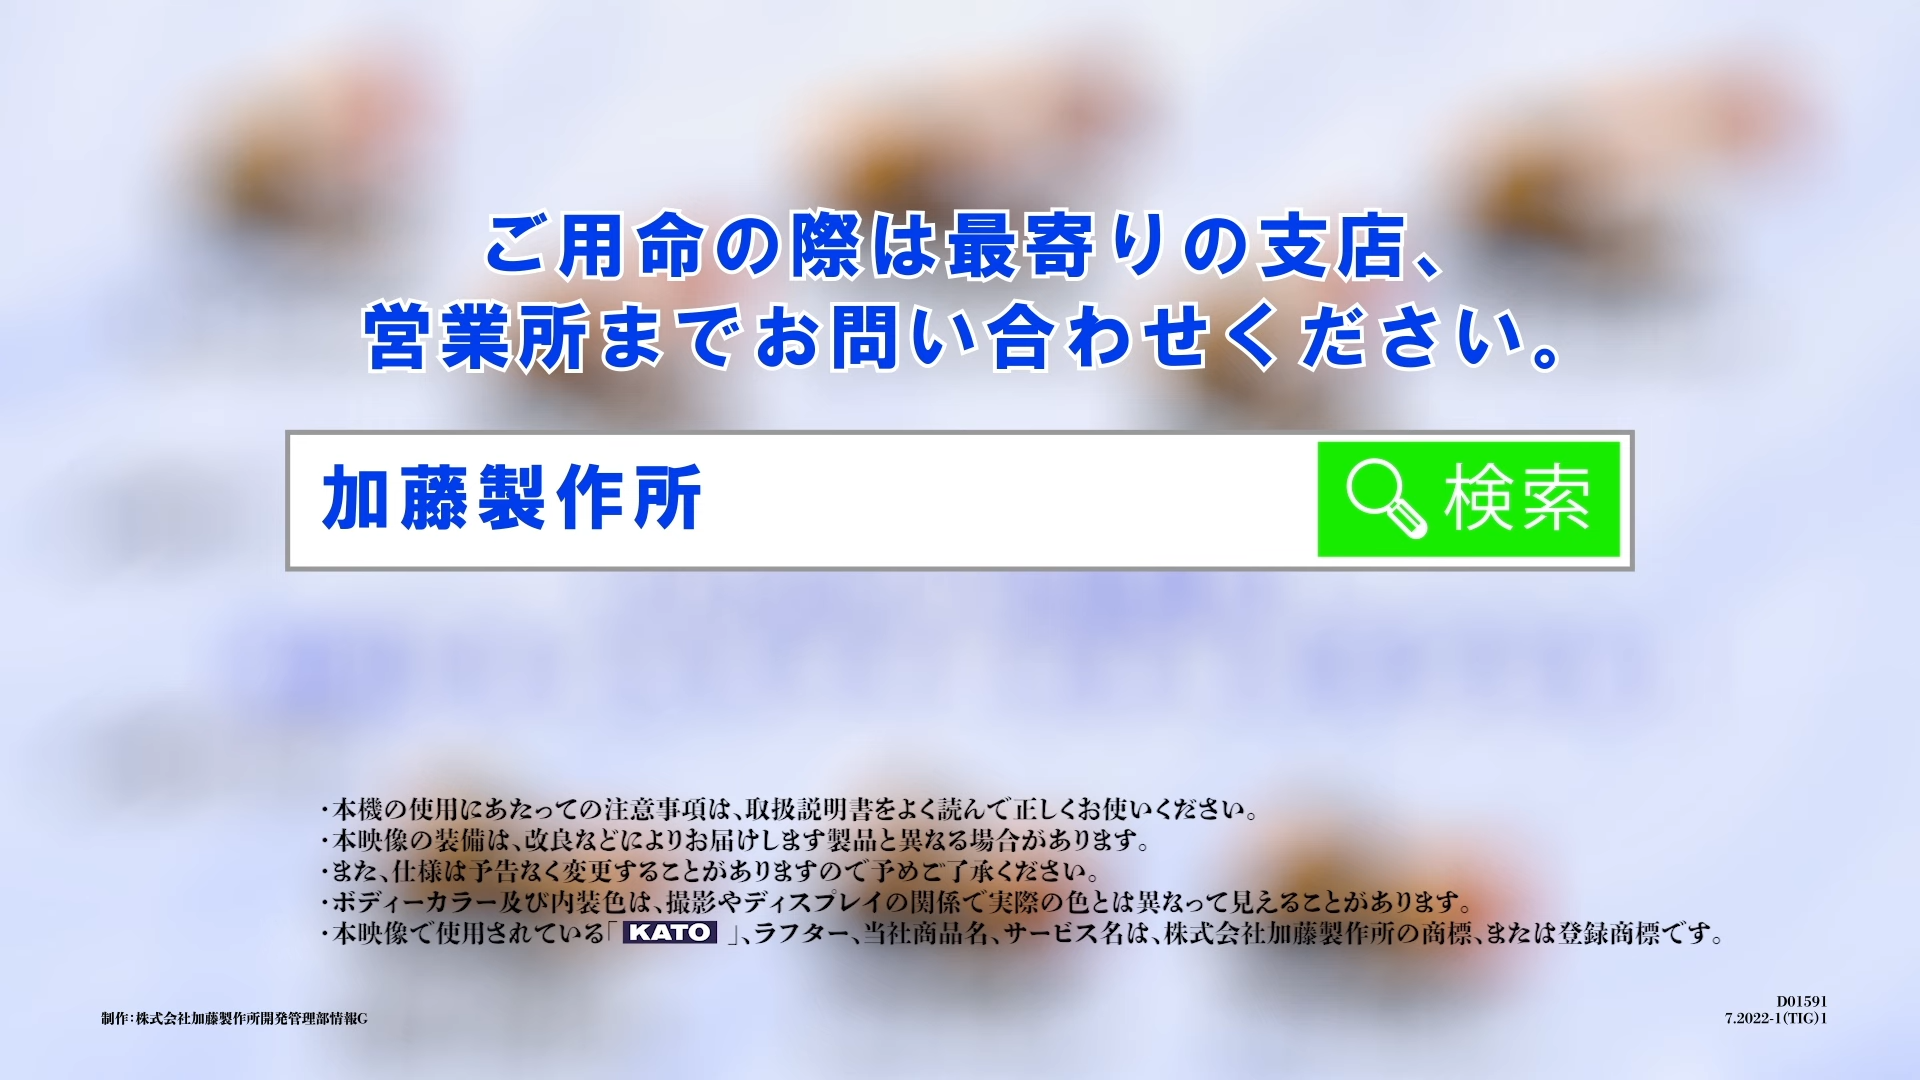 ご用命の際は最寄りの支店、
営業所までお問い合わせください。
加藤製作所
検索
・本機の使用にあたっての注意事項は、取扱説明書をよく読んで正しくお使いください。
・本映像の装備は、改良などによりお届けします製品と異なる場合があります。
・また、仕様は予告なく変更することがありますので予めご了承ください。
・ボディーカラー及び内装色は、撮影やディスプレイの関係で実際の色とは異なって見えることがあります。
・本映像で使用されている「 KATO 」、ラフター、当社商品名、サービス名は、株式会社加藤製作所の商標、または登録商標です。
制作:株式会社加藤製作所開発管理部情報G
D01591
7.2022-1(TIG)1